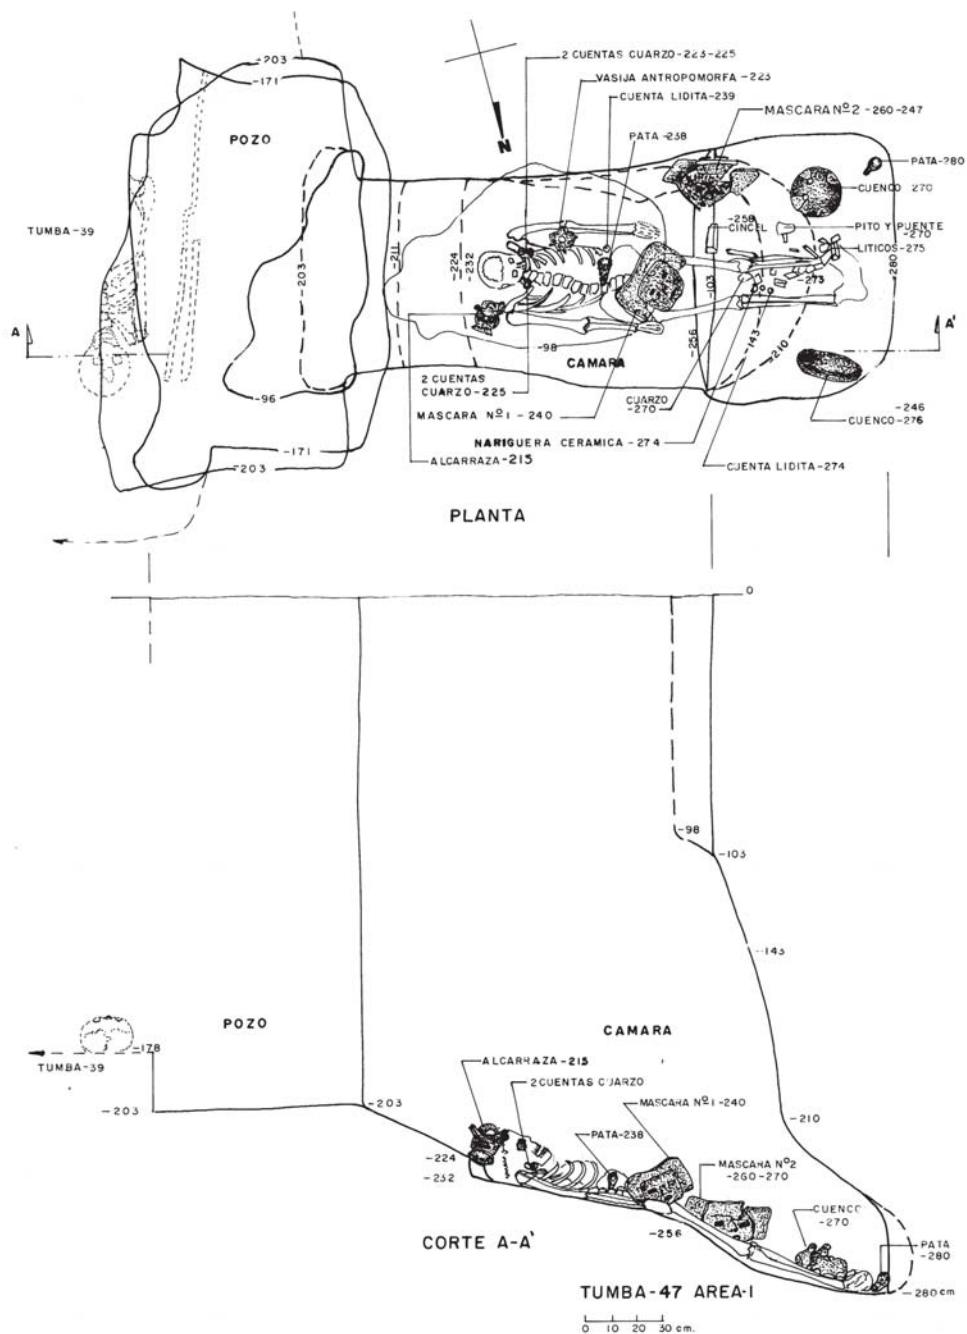 -203
-171
POZO
TUMBA-39
2 CUENTAS CUARZO-223-225
VASIJA ANTROPOMORFA-223
CUENTA LIDITA-239
PATA-238
MASCARA Nº2 -260-247
N
PATA-280
CUENCO 270
-258
CINCEL
PITO Y PUENTE
-270
LITICOS-275
-273
-280
203
-211
-224
-232
-103
-256
143
-210
A
A'
-98
CAMARA
-96
2 CUENTAS
CUARZO-225
MASCARA Nº1 -240
CUARZO
-270
-246
CUENCO-276
NARIGUERA CERAMICA -274
ALCARRAZA-215
CUENTA LIDITA-274
-171
-203
PLANTA
0
-98
-103
-143
POZO
CAMARA
-178
TUMBA-39
-203
-203
-210
ALCARRAZA-215
2 CUENTAS CUARZO
MASCARA Nº1-240
PATA-238
-224
-232
MASCARA Nº2
-260-270
CUENCO
-270
-256
PATA
-280
CORTE A-A'
-280 cm
TUMBA-47 AREA-I
0 10 20 30 cm.